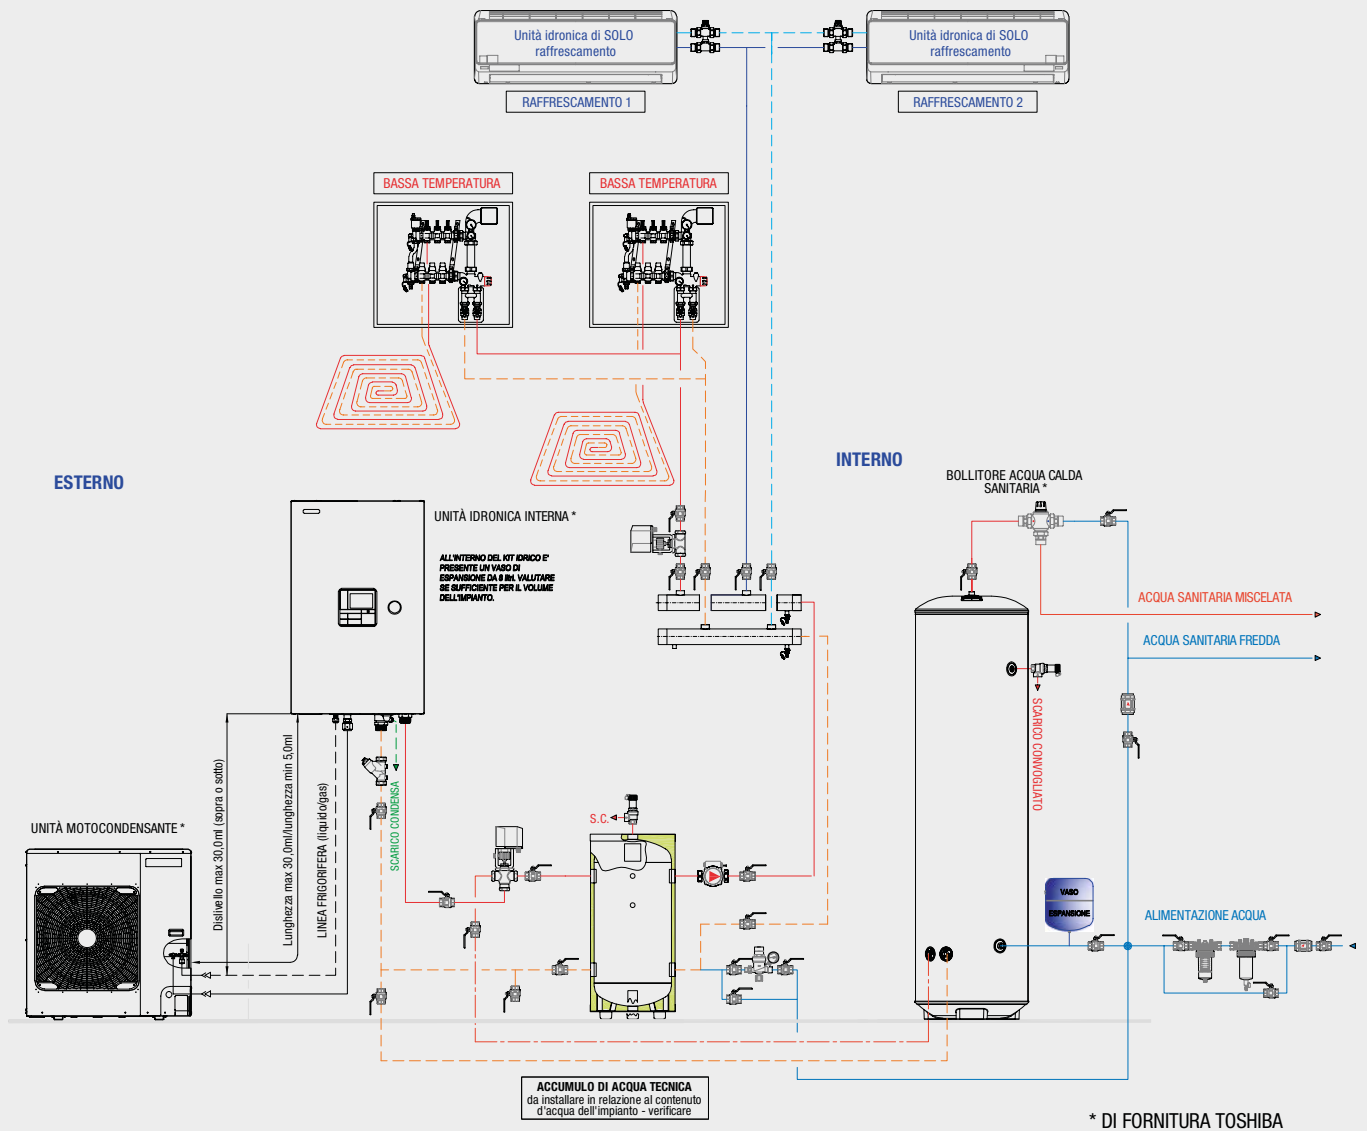 Unità idronica di SOLO
raffrescamento
Unità idronica di SOLO
raffrescamento
RAFFRESCAMENTO 1
RAFFRESCAMENTO 2
BASSA TEMPERATURA
BASSA TEMPERATURA
ESTERNO
INTERNO
BOLLITORE ACQUA CALDA
SANITARIA *
UNITÀ IDRONICA INTERNA *
ALL'INTERNO DEL KIT IDRICO E'
PRESENTE UN VASO DI
ESPANSIONE DA 8 litri. VALUTARE
SE SUFFICIENTE PER IL VOLUME
DELL'IMPIANTO.
ACQUA SANITARIA MISCELATA
ACQUA SANITARIA FREDDA
SCARICO CONVOGLIATO
Dislivello max 30,0ml (sopra o sotto)
Lunghezza max 30,0ml/lunghezza min 5,0ml
LINEA FRIGORIFERA (liquido/gas)
SCARICO CONDENSA
UNITÀ MOTOCONDENSANTE *
S.C.
VASO
ESPANSIONE
ALIMENTAZIONE ACQUA
ACCUMULO DI ACQUA TECNICA
da installare in relazione al contenuto
d'acqua dell'impianto - verificare
* DI FORNITURA TOSHIBA